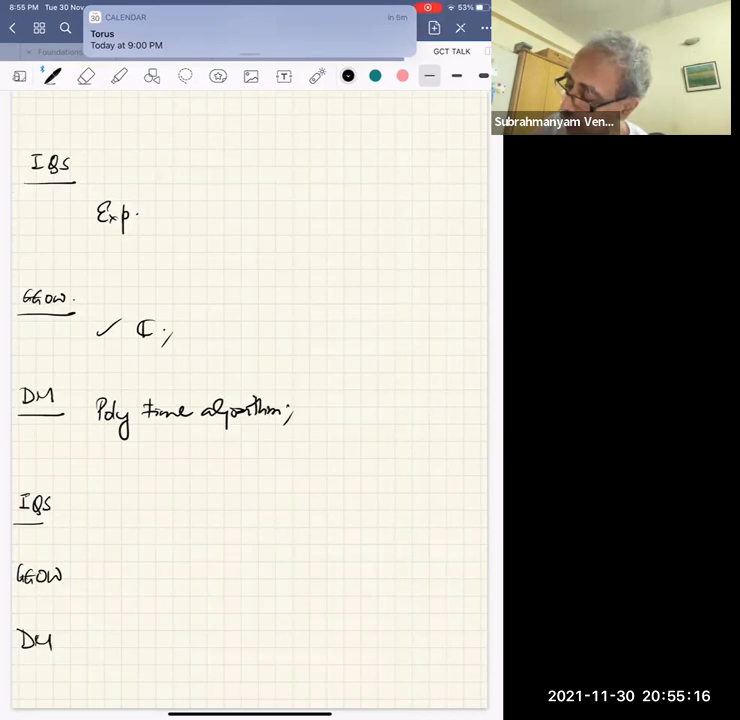 8:55 PM Tue 30 Nov
53%
30 CALENDAR in 5m
Torus
Today at 9:00 PM
Foundations
GCT TALK
Subrahmanyam Ven...
IQS
Exp.
GGOW.
✓ ℂ ;
DM Poly time algorithm;
IQS
GGOW
DM
2021-11-30 20:55:16